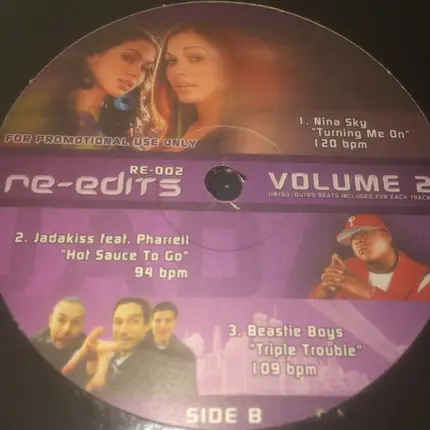 1. Nina Sky
"Turning Me On"
120 bpm
FOR PROMOTIONAL USE ONLY
RE-002
re-edits
VOLUME 2
(INTRO/OUTRO BEATS INCLUDED FOR EACH TRACK
2. Jadakiss feat. Pharrell
"Hot Sauce To Go"
94 bpm
3. Beastie Boys
"Triple Trouble"
109 bpm
SIDE B